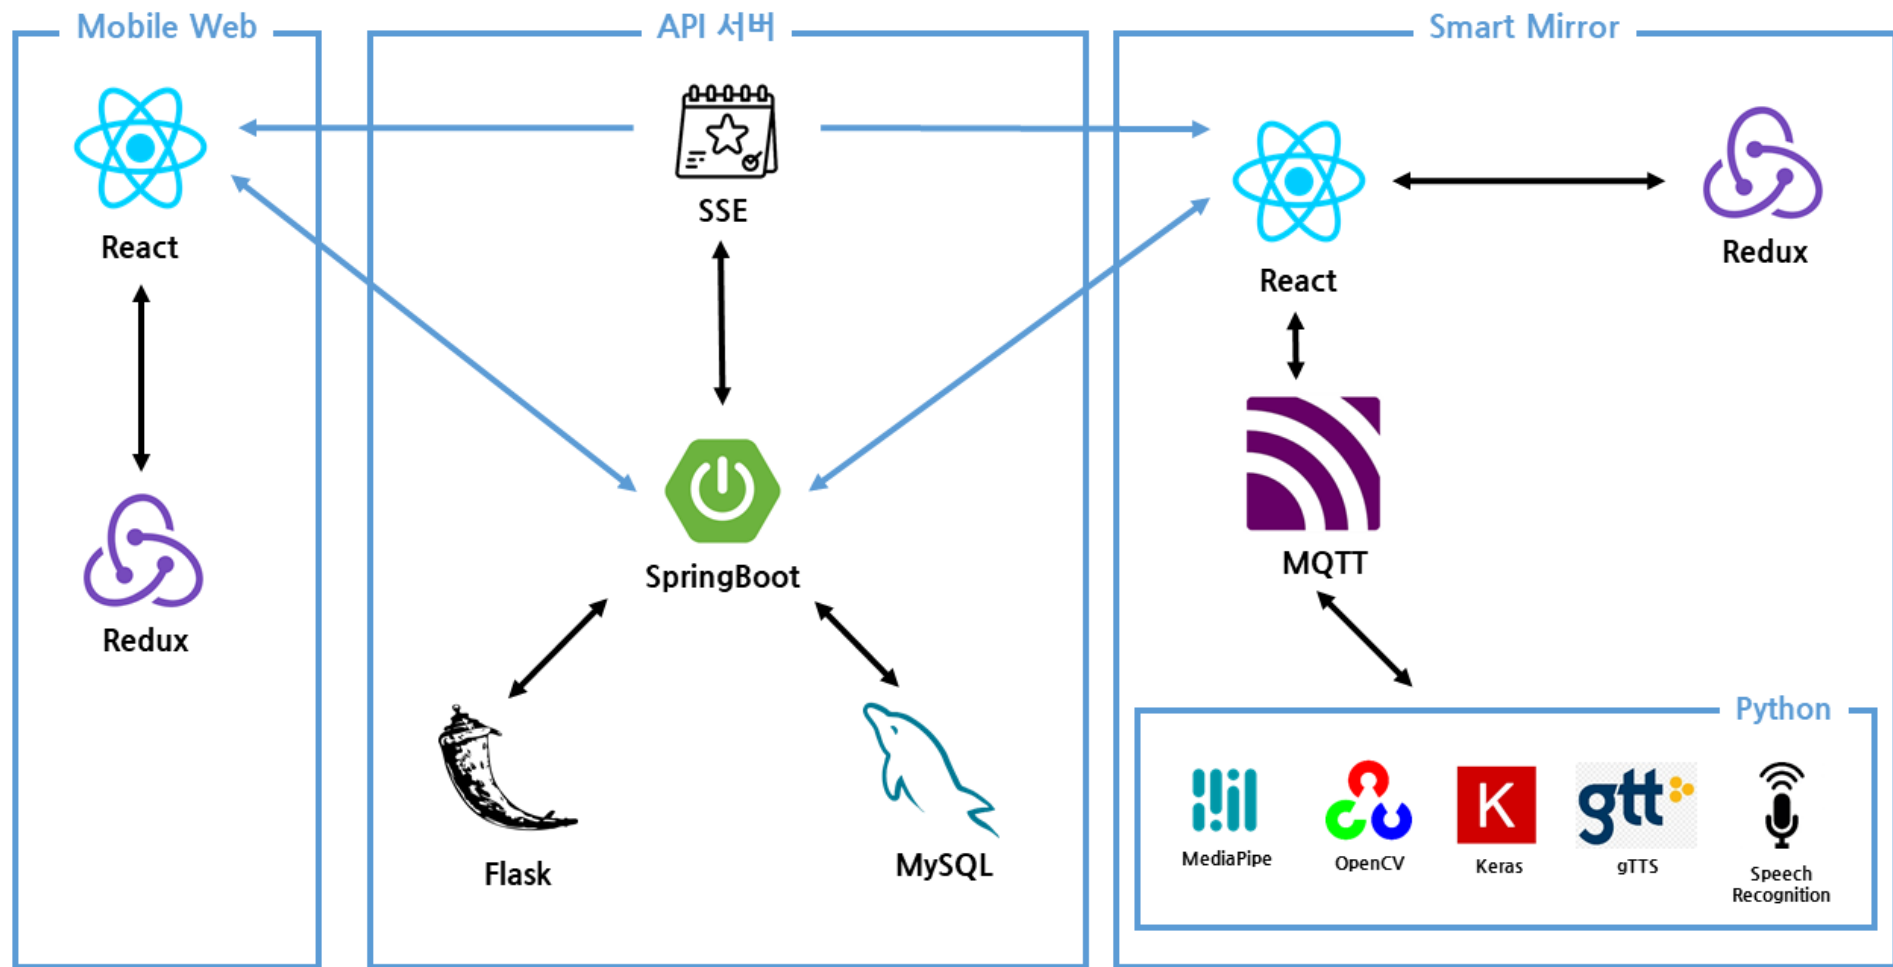 Mobile Web
API 서버
Smart Mirror
SSE
React
React
Redux
SpringBoot
MQTT
Redux
Python
Flask
MySQL
K
gtt
MediaPipe
OpenCV
Keras
gTTS
Speech
Recognition